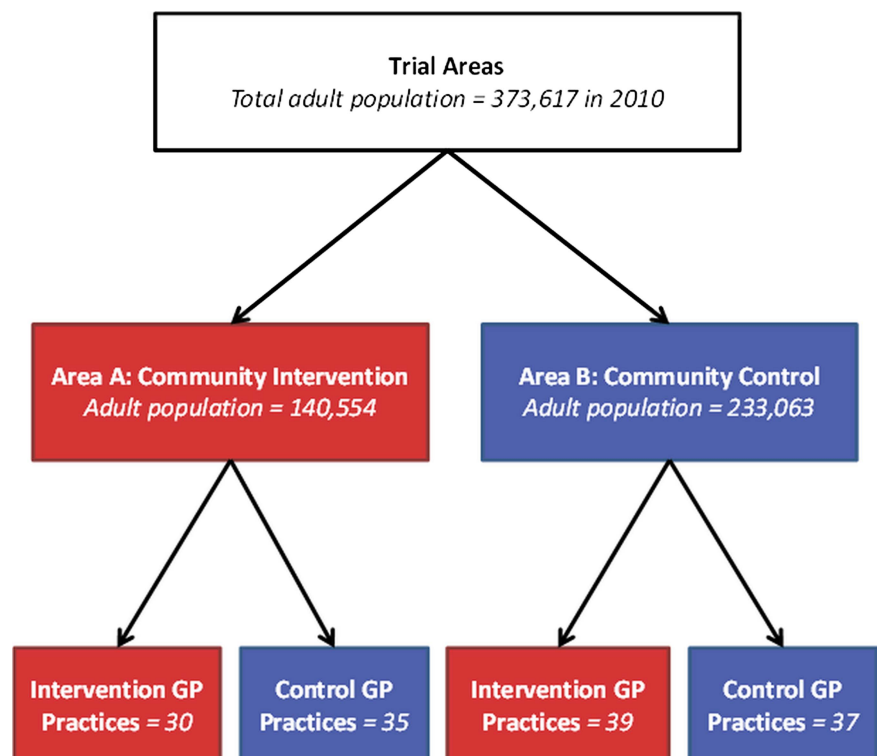 Trial Areas
Total adult population = 373,617 in 2010
Area A: Community Intervention
Adult population = 140,554
Area B: Community Control
Adult population = 233,063
Intervention GP
Practices = 30
Control GP
Practices = 35
Intervention GP
Practices = 39
Control GP
Practices = 37